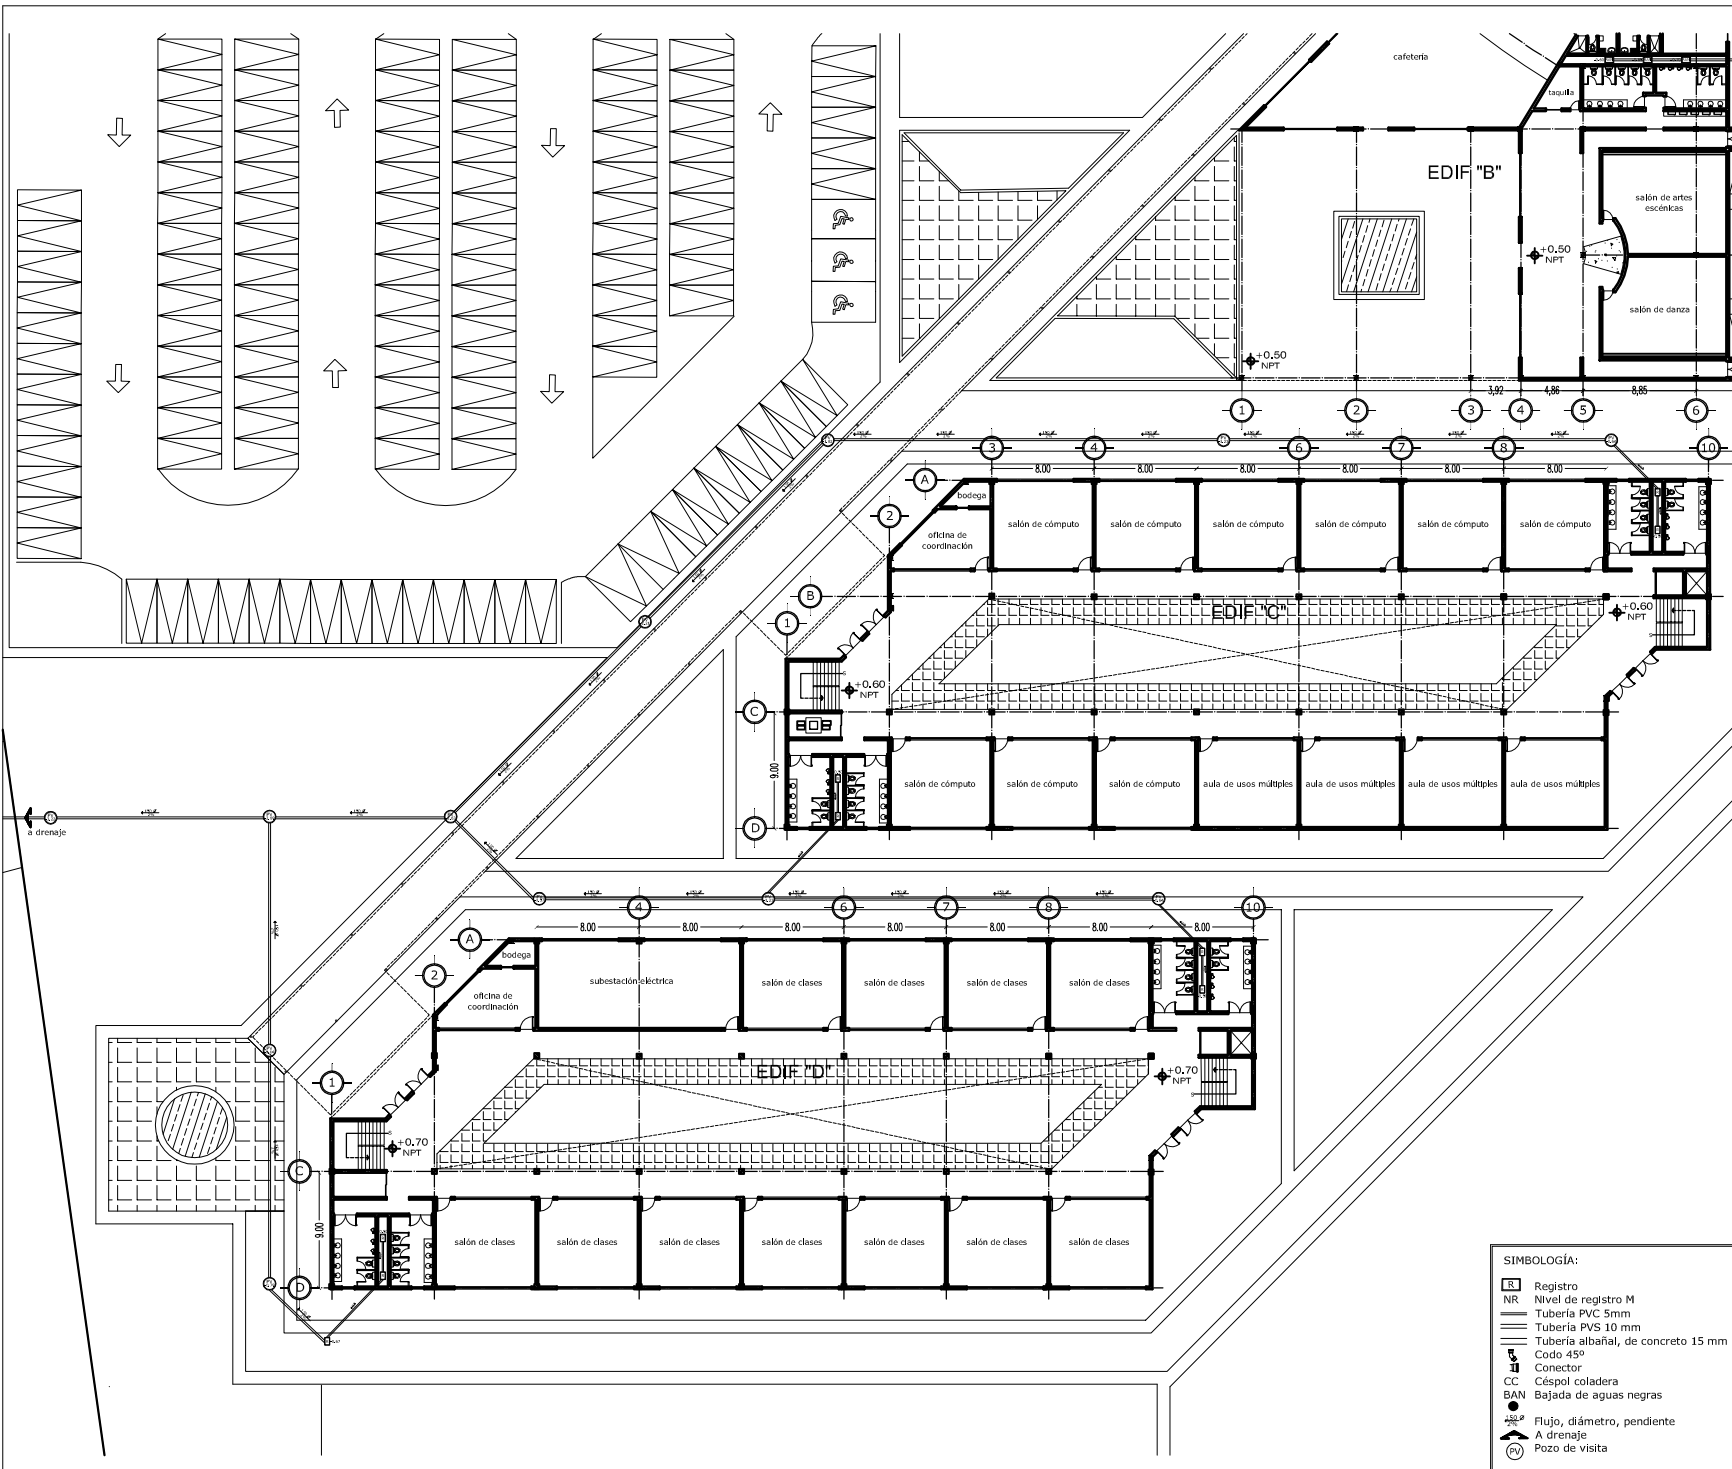 cafetería
taquilla
EDIF "B"
salón de artes
escénicas
+0.50
NPT
salón de danza
+0.50
NPT
3.92
4.86
8.85
1
2
3
4
5
6
3
4
6
7
8
10
A
8.00
8.00
8.00
8.00
8.00
8.00
bodega
2
oficina de
coordinación
salón de cómputo
salón de cómputo
salón de cómputo
salón de cómputo
salón de cómputo
salón de cómputo
B
EDIF "C"
+0.60
NPT
1
+0.60
NPT
C
9.00
salón de cómputo
salón de cómputo
salón de cómputo
aula de usos múltiples
aula de usos múltiples
aula de usos múltiples
aula de usos múltiples
D
a drenaje
4
6
7
8
10
A
8.00
8.00
8.00
8.00
8.00
8.00
8.00
bodega
2
oficina de
coordinación
subestación eléctrica
salón de clases
salón de clases
salón de clases
salón de clases
EDIF "D"
+0.70
NPT
1
+0.70
NPT
C
9.00
salón de clases
salón de clases
salón de clases
salón de clases
salón de clases
salón de clases
salón de clases
D
SIMBOLOGÍA:
R Registro
NR Nivel de registro M
Tubería PVC 5mm
Tubería PVS 10 mm
Tubería albañal, de concreto 15 mm
Codo 45º
Conector
CC Céspol coladera
BAN Bajada de aguas negras
150 Ø 2% Flujo, diámetro, pendiente
A drenaje
PV Pozo de visita